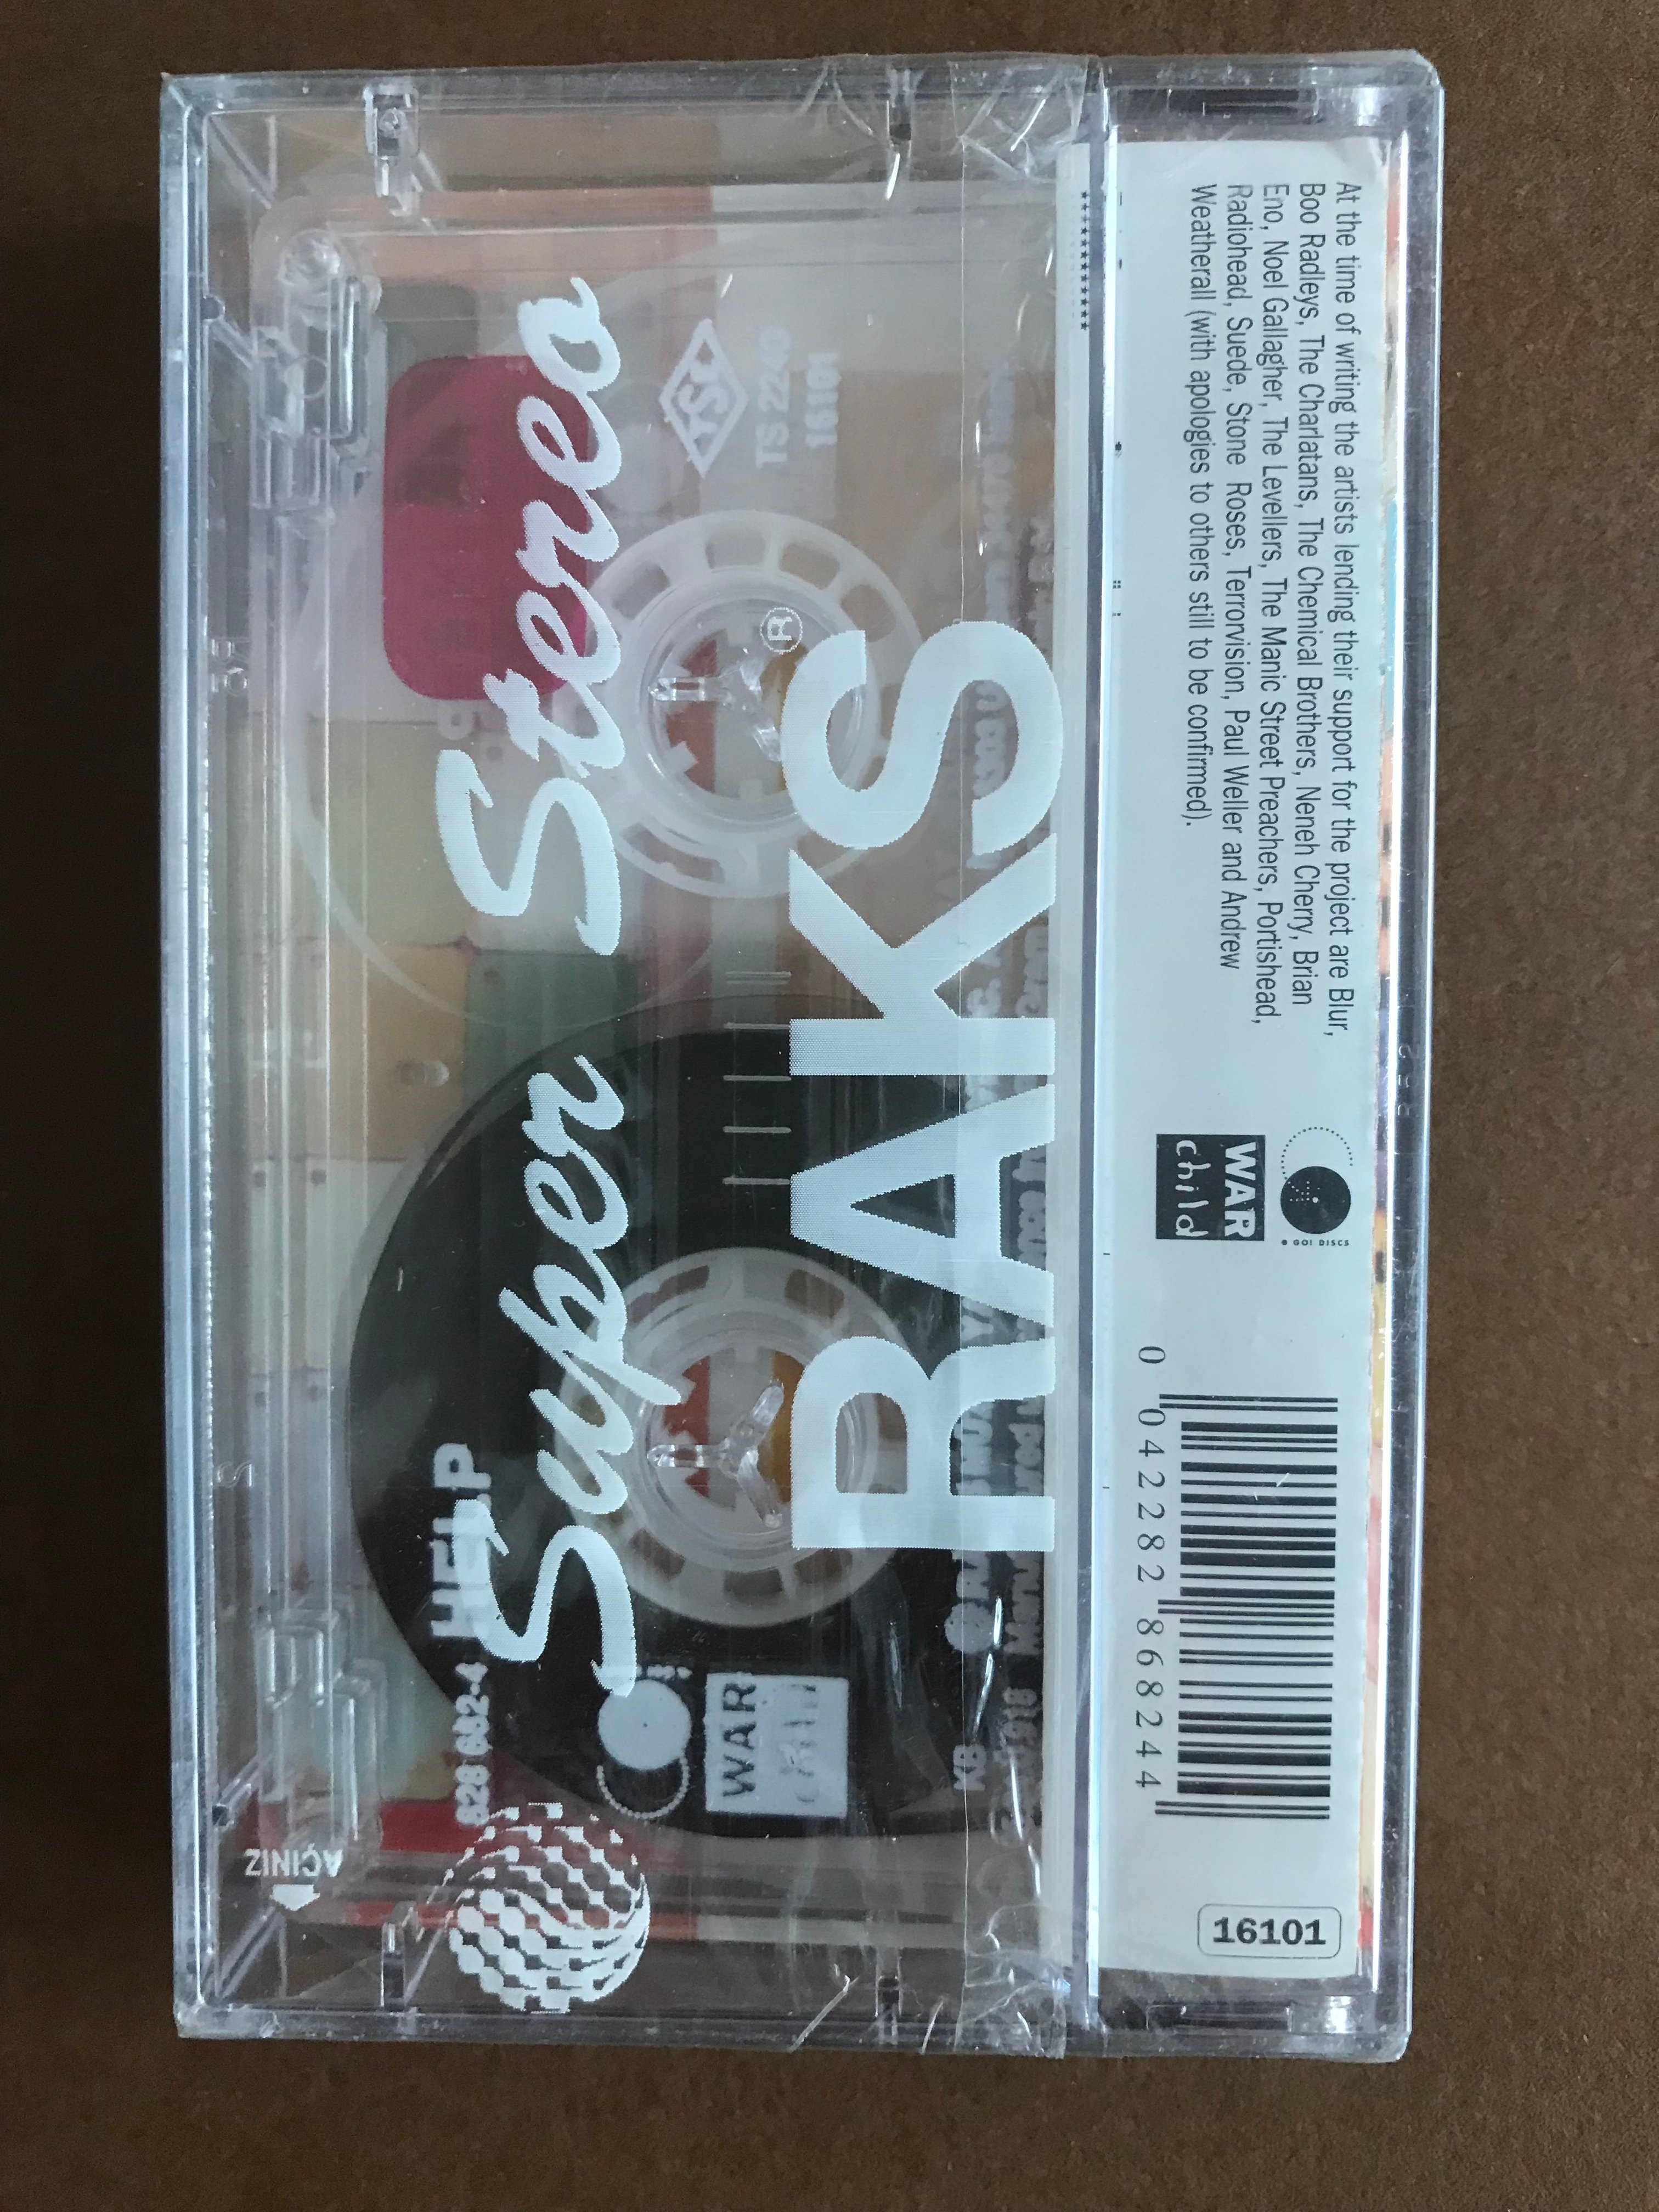 At the time of writing the artists lending their support for the project are Blur,
Boo Radleys, The Charlatans, The Chemical Brothers, Neneh Cherry, Brian
Eno, Noel Gallagher, The Levellers, The Manic Street Preachers, Portishead,
Radiohead, Suede, Stone Roses, Terrorvision, Paul Weller and Andrew
Weatherall (with apologies to others still to be confirmed).
GO! DISCS
WAR
child
0 042282 868244
16101
RAKS
®
Super Stereo
16101
TS 2240
TSE
WAR
HELP
828 682-4
AÇINIZ